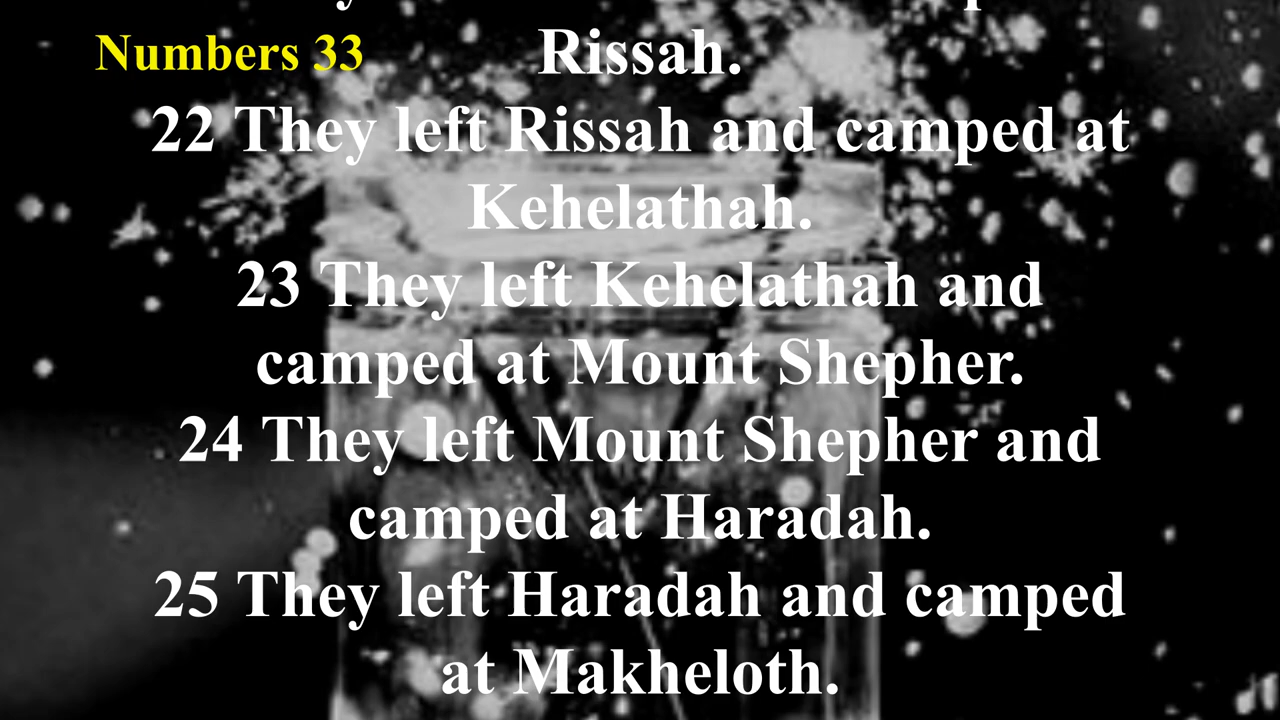 Numbers 33
Rissah.
22 They left Rissah and camped at
Kehelathah.
23 They left Kehelathah and
camped at Mount Shepher.
24 They left Mount Shepher and
camped at Haradah.
25 They left Haradah and camped
at Makheloth.